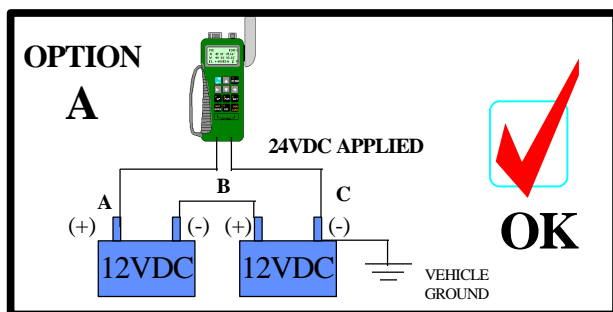 OPTION
A
24VDC APPLIED
A
B
C
(+)
(-)
(+)
(-)
12VDC
12VDC
VEHICLE
GROUND
OK